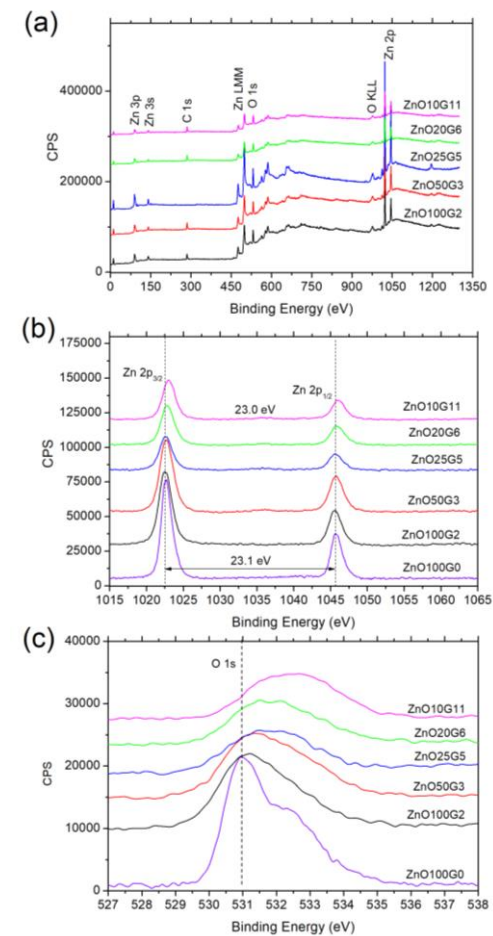 (a)
Zn 3p
Zn 3s
C 1s
Zn LMM
O 1s
O KLL
Zn 2p
400000
200000
0
CPS
ZnO10G11
ZnO20G6
ZnO25G5
ZnO50G3
ZnO100G2
0 150 300 450 600 750 900 1050 1200 1350
Binding Energy (eV)
(b)
175000
150000
125000
100000
75000
50000
25000
0
CPS
Zn 2p3/2
Zn 2p1/2
23.0 eV
ZnO10G11
ZnO20G6
ZnO25G5
ZnO50G3
ZnO100G2
23.1 eV
ZnO100G0
1015 1020 1025 1030 1035 1040 1045 1050 1055 1060 1065
Binding Energy (eV)
(c)
40000
30000
20000
10000
0
CPS
O 1s
ZnO10G11
ZnO20G6
ZnO25G5
ZnO50G3
ZnO100G2
ZnO100G0
527 528 529 530 531 532 533 534 535 536 537 538
Binding Energy (eV)